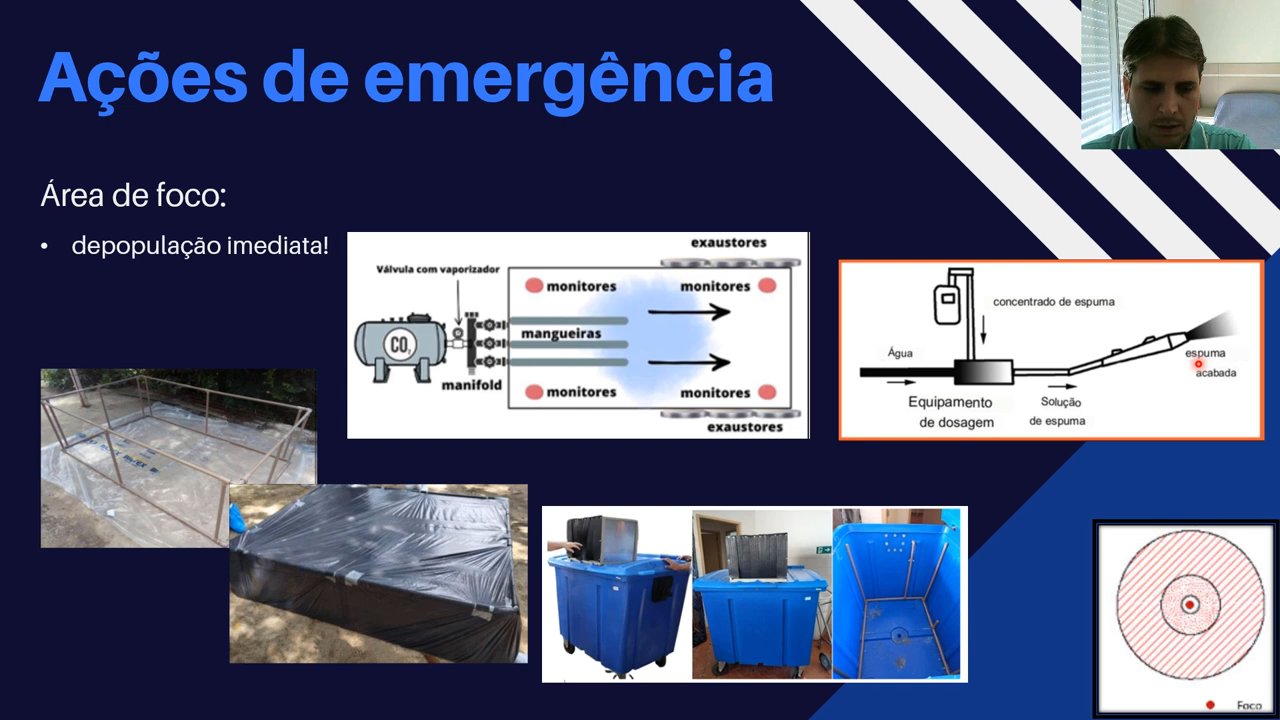 Ações de emergência
Área de foco:
• depopulação imediata!
exaustores
Válvula com vaporizador
monitores
monitores
mangueiras
CO₂
manifold
monitores
monitores
exaustores
concentrado de espuma
Água
espuma
acabada
Equipamento
de dosagem
Solução
de espuma
Foco